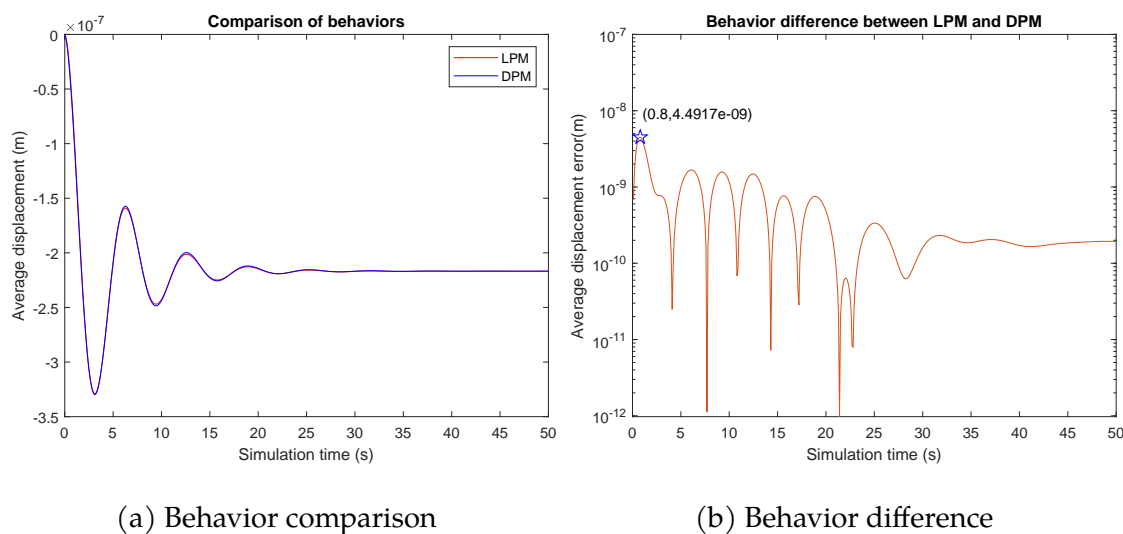 Comparison of behaviors
×10⁻⁷
0
-0.5
-1
-1.5
-2
-2.5
-3
-3.5
Average displacement (m)
LPM
DPM
0 5 10 15 20 25 30 35 40 45 50
Simulation time (s)
(a) Behavior comparison
Behavior difference between LPM and DPM
10⁻⁷
10⁻⁸
10⁻⁹
10⁻¹⁰
10⁻¹¹
10⁻¹²
Average displacement error(m)
(0.8,4.4917e-09)
0 5 10 15 20 25 30 35 40 45 50
Simulation time (s)
(b) Behavior difference